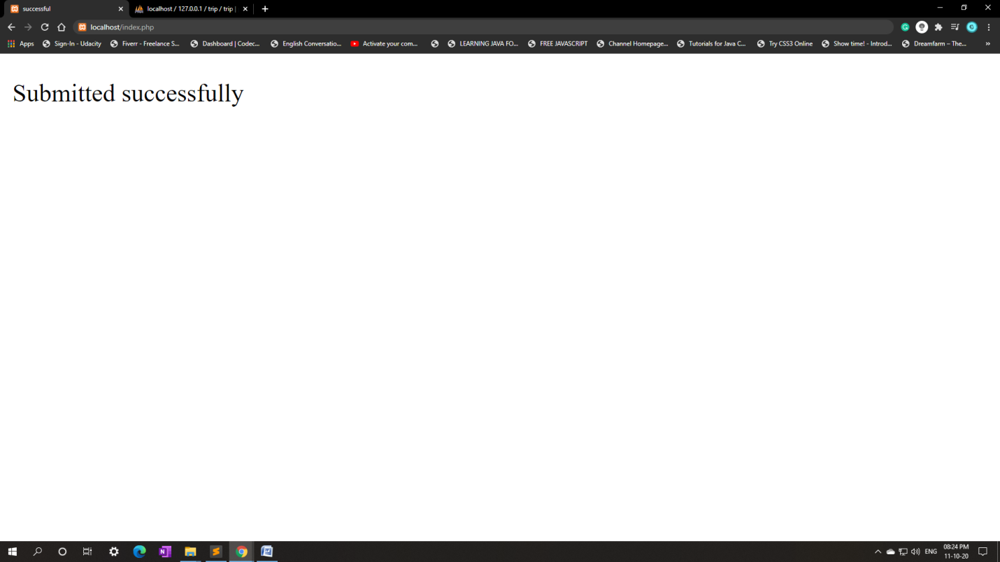 successful
localhost / 127.0.0.1 / trip / trip |
localhost/index.php
Apps
Sign-In - Udacity
Fiverr - Freelance S...
Dashboard | Codec...
English Conversatio...
Activate your com...
LEARNING JAVA FO...
FREE JAVASCRIPT
Channel Homepage...
Tutorials for Java C...
Try CSS3 Online
Show time! - Introd...
Dreamfarm – The...
Submitted successfully
ENG
08:24 PM
11-10-20